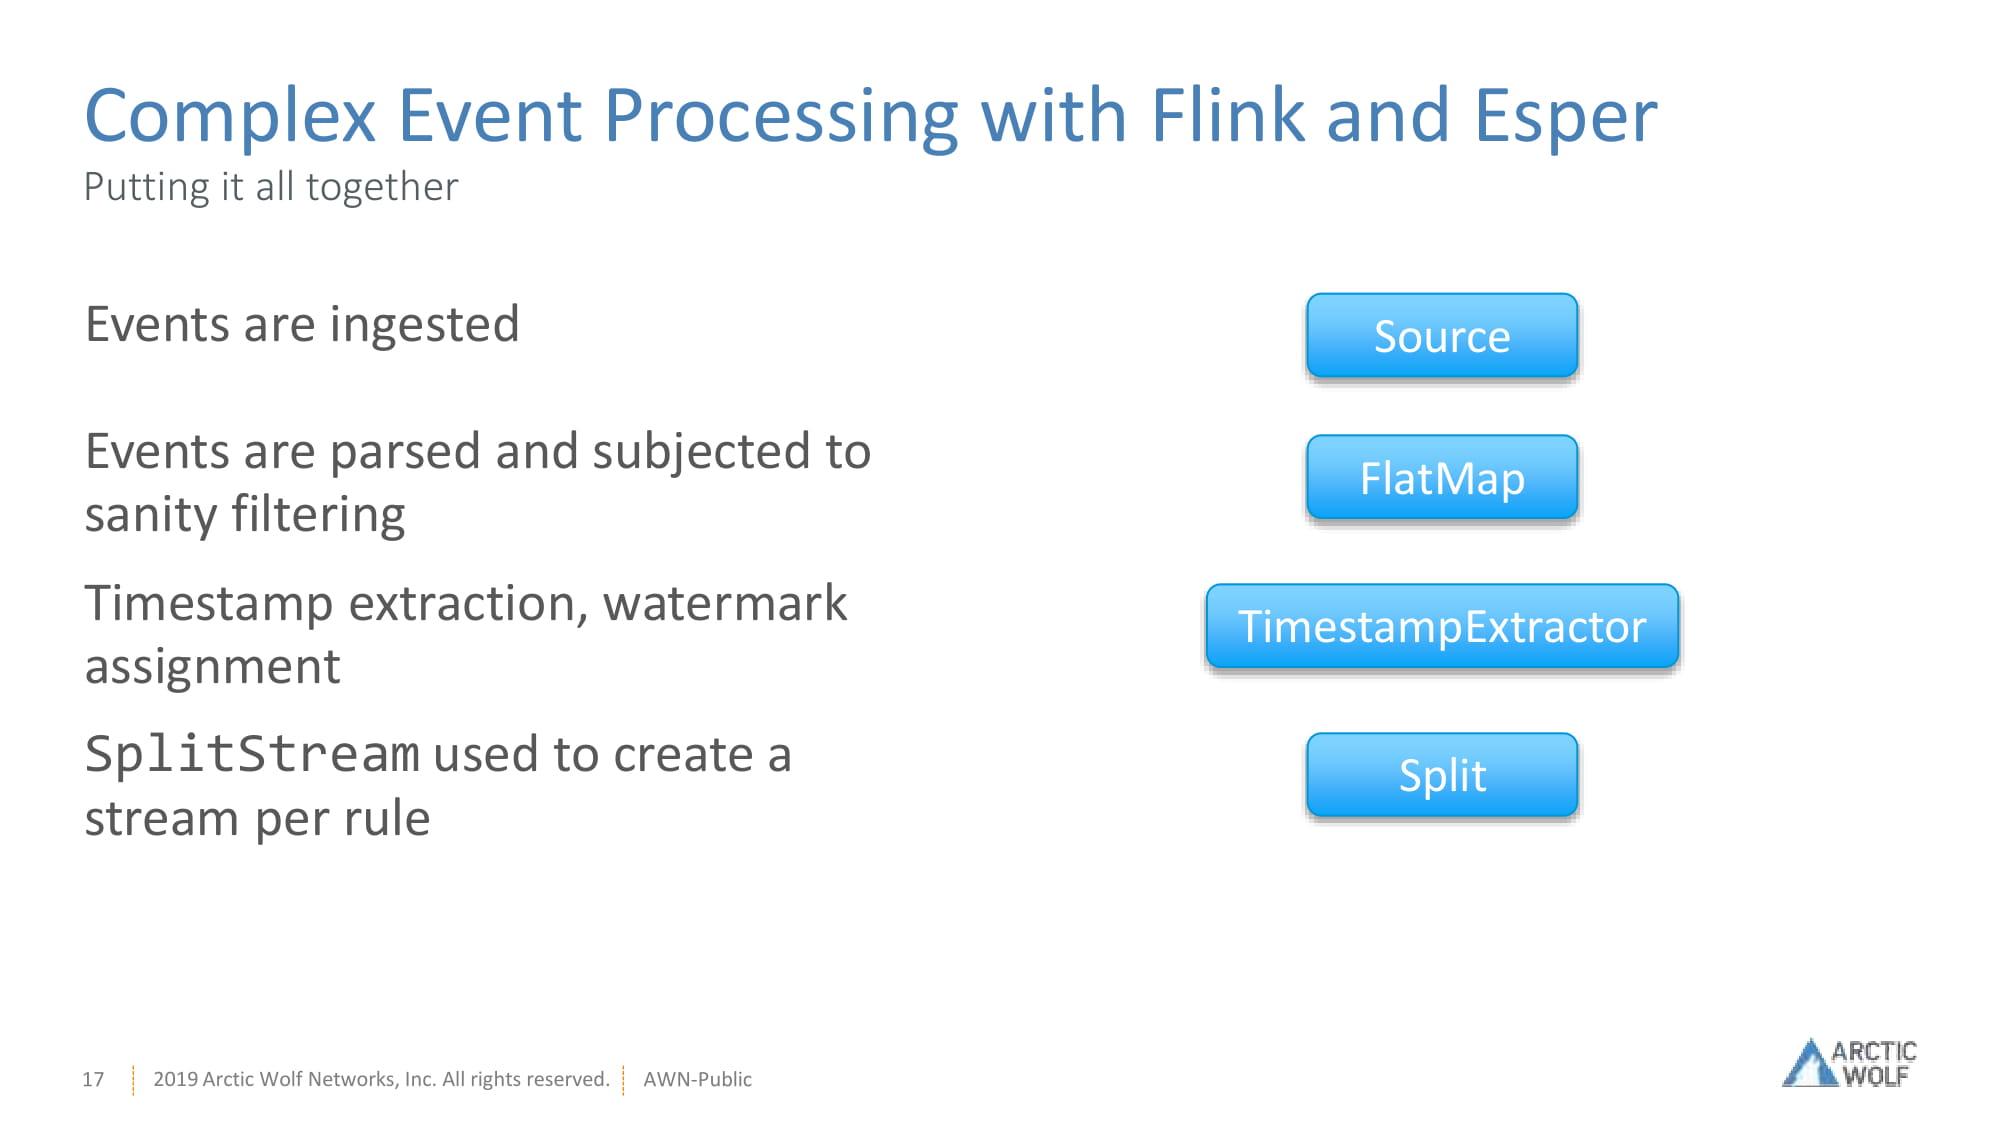 Complex Event Processing with Flink and Esper
Putting it all together
Events are ingested
Source
Events are parsed and subjected to
sanity filtering
FlatMap
Timestamp extraction, watermark
assignment
TimestampExtractor
SplitStream used to create a
stream per rule
Split
17
2019 Arctic Wolf Networks, Inc. All rights reserved.
AWN-Public
ARCTIC
WOLF